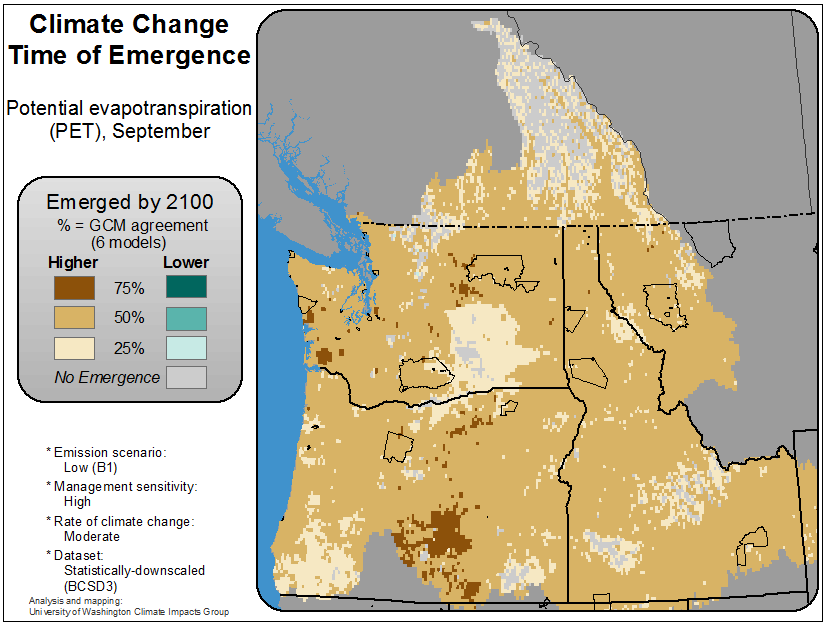 Climate Change
Time of Emergence
Potential evapotranspiration
(PET), September
Emerged by 2100
% = GCM agreement
(6 models)
Higher Lower
75%
50%
25%
No Emergence
* Emission scenario:
Low (B1)
* Management sensitivity:
High
* Rate of climate change:
Moderate
* Dataset:
Statistically-downscaled
(BCSD3)
Analysis and mapping:
University of Washington Climate Impacts Group